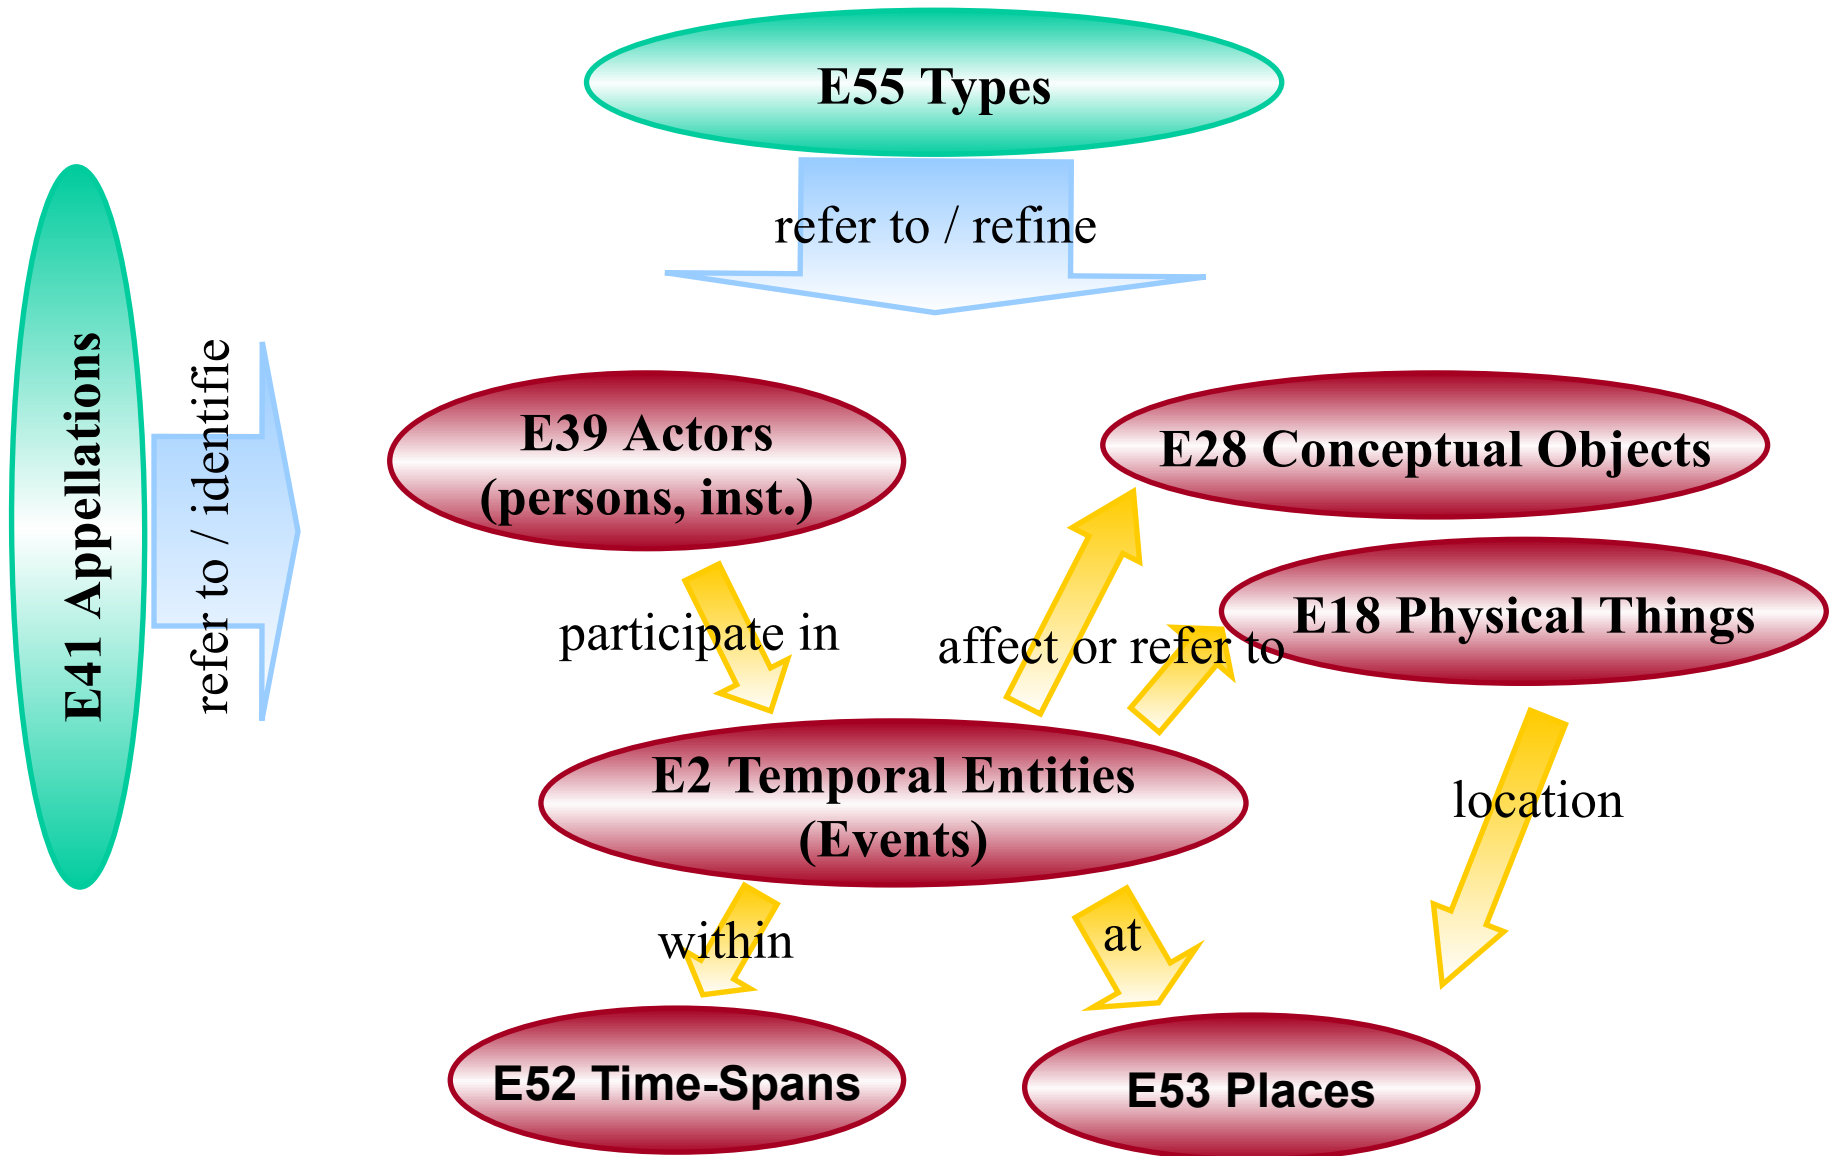 E55 Types
refer to / refine
E41 Appellations
refer to / identifie
E39 Actors
(persons, inst.)
E28 Conceptual Objects
E18 Physical Things
participate in
affect or refer to
E2 Temporal Entities
(Events)
location
within
at
E52 Time-Spans
E53 Places